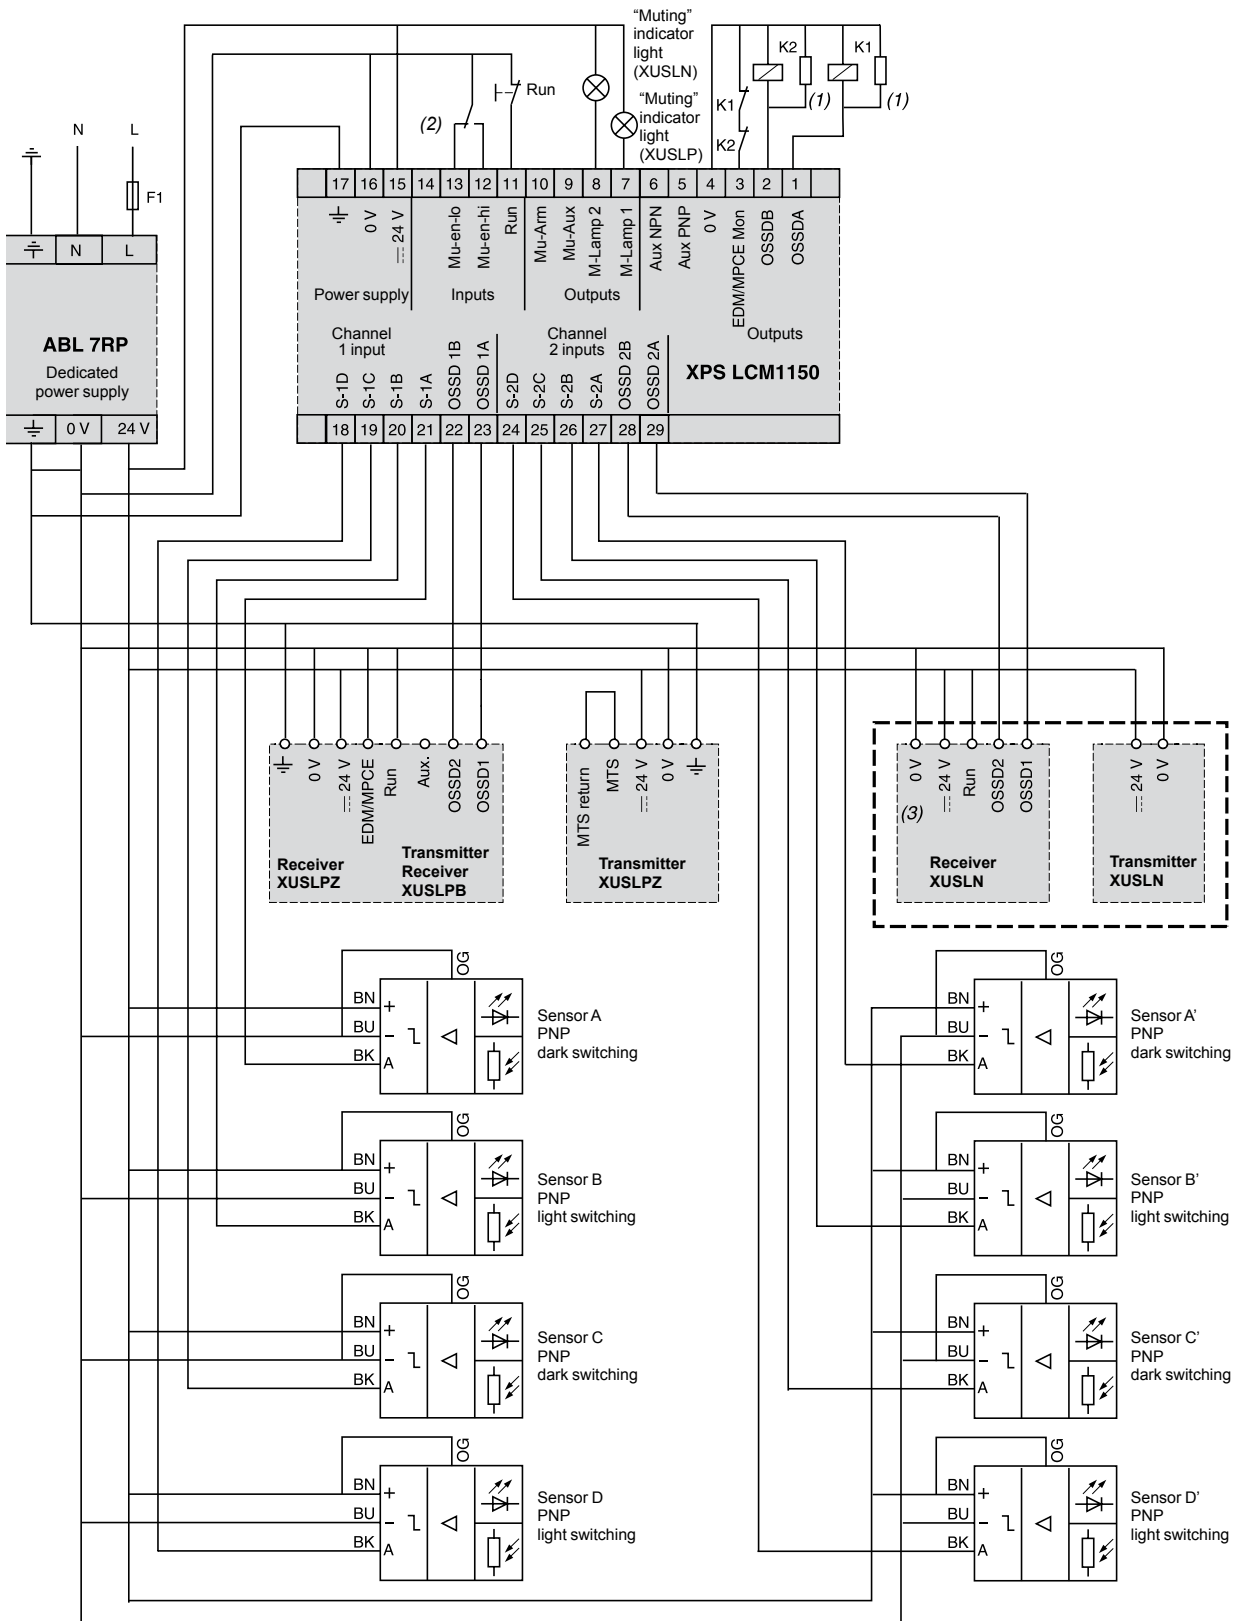 “Muting”
indicator
light
(XUSLN)
“Muting”
indicator
light
(XUSLP)
K2
K1
(1)
(1)
K1
K2
Run
(2)
N
L
F1
N
L
ABL 7RP
Dedicated
power supply
0 V
24 V
17 16 15 14 13 12 11 10 9 8 7 6 5 4 3 2 1
0 V
24 V
Mu-en-lo
Mu-en-hi
Run
Mu-Arm
Mu-Aux
M-Lamp 2
M-Lamp 1
Aux NPN
Aux PNP
0 V
EDM/MPCE Mon
OSSDB
OSSDA
Power supply
Inputs
Outputs
Outputs
Channel
1 input
Channel
2 inputs
XPS LCM1150
S-1D
S-1C
S-1B
S-1A
OSSD 1B
OSSD 1A
S-2D
S-2C
S-2B
S-2A
OSSD 2B
OSSD 2A
18 19 20 21 22 23 24 25 26 27 28 29
0 V
24 V
EDM/MPCE
Run
Aux.
OSSD2
OSSD1
Receiver
XUSLPZ
Transmitter
Receiver
XUSLPB
MTS return
MTS
24 V
0 V
Transmitter
XUSLPZ
0 V
24 V
Run
OSSD2
OSSD1
(3)
Receiver
XUSLN
24 V
0 V
Transmitter
XUSLN
OG
BN +
BU -
BK A
Sensor A
PNP
dark switching
OG
BN +
BU -
BK A
Sensor A’
PNP
dark switching
OG
BN +
BU -
BK A
Sensor B
PNP
light switching
OG
BN +
BU -
BK A
Sensor B’
PNP
light switching
OG
BN +
BU -
BK A
Sensor C
PNP
dark switching
OG
BN +
BU -
BK A
Sensor C’
PNP
dark switching
OG
BN +
BU -
BK A
Sensor D
PNP
light switching
OG
BN +
BU -
BK A
Sensor D’
PNP
light switching